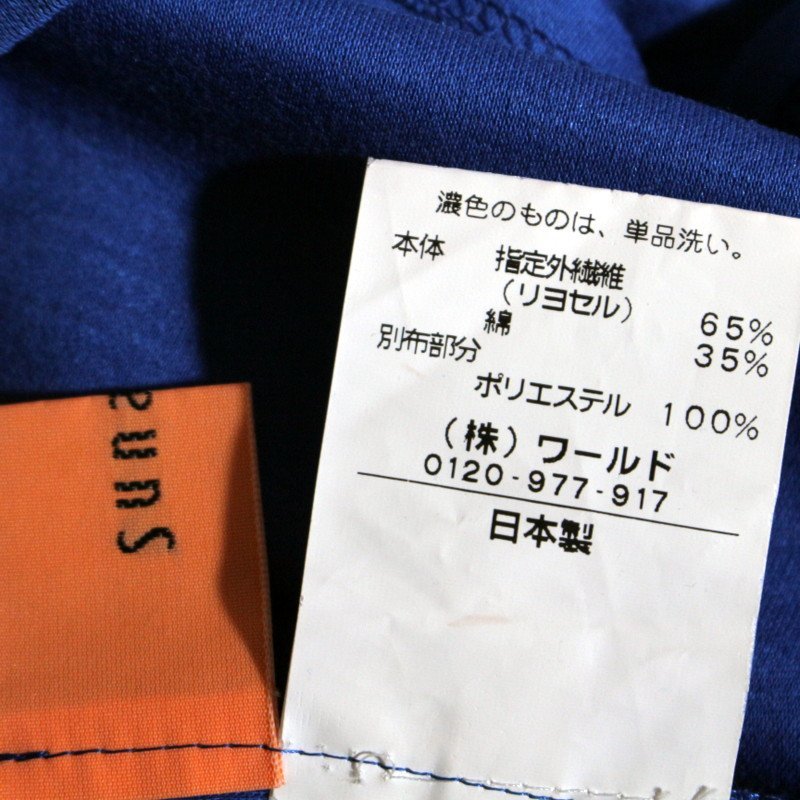 濃色のものは、単品洗い。
本体 指定外繊維
(リヨセル) 65%
綿 35%
別布部分
ポリエステル 100%
(株)ワールド
0120-977-917
日本製